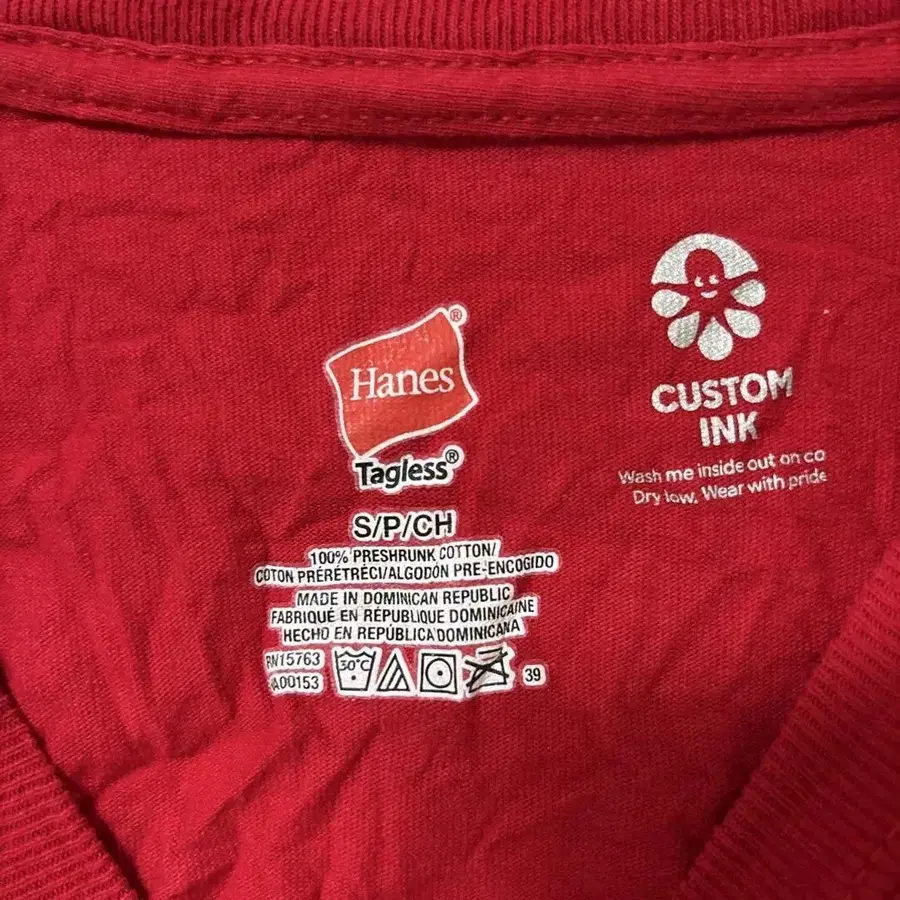 Hanes®
Tagless®
S/P/CH
100% PRESHRUNK COTTON/
COTON PRÉRÉTRÉCI/ALGODÓN PRE-ENCOGIDO
MADE IN DOMINICAN REPUBLIC
FABRIQUÉ EN RÉPUBLIQUE DOMINICAINE
HECHO EN REPÚBLICA DOMINICANA
RN15763
30°C
39
CUSTOM
INK
Wash me inside out on co
Dry low, Wear with pride